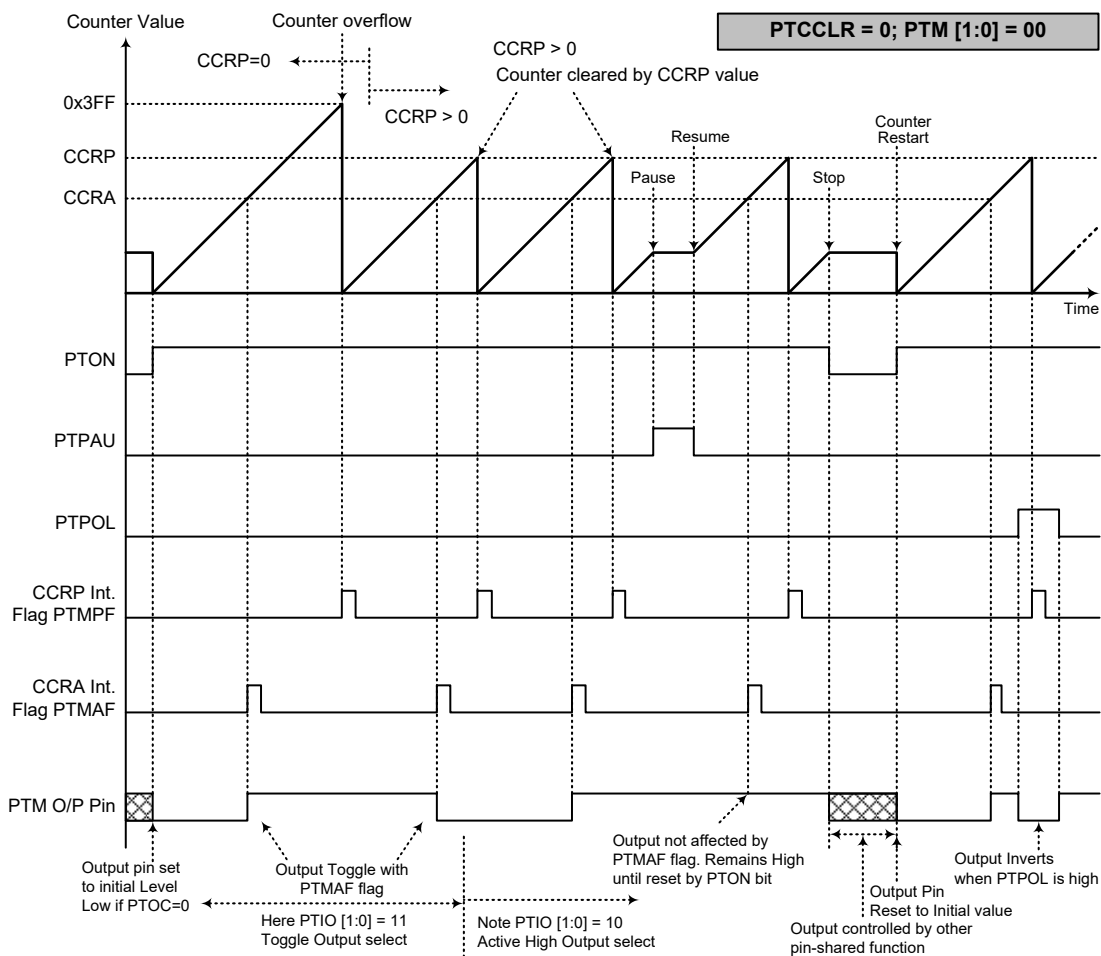 Counter Value
Counter overflow
PTCCLR = 0; PTM [1:0] = 00
CCRP=0
CCRP > 0
CCRP > 0
Counter cleared by CCRP value
0x3FF
CCRP
CCRA
Pause
Resume
Stop
Counter
Restart
Time
PTON
PTPAU
PTPOL
CCRP Int.
Flag PTMPF
CCRA Int.
Flag PTMAF
PTM O/P Pin
Output pin set
to initial Level
Low if PTOC=0
Output Toggle with
PTMAF flag
Here PTIO [1:0] = 11
Toggle Output select
Note PTIO [1:0] = 10
Active High Output select
Output not affected by
PTMAF flag. Remains High
until reset by PTON bit
Output Pin
Reset to Initial value
Output controlled by other
pin-shared function
Output Inverts
when PTPOL is high